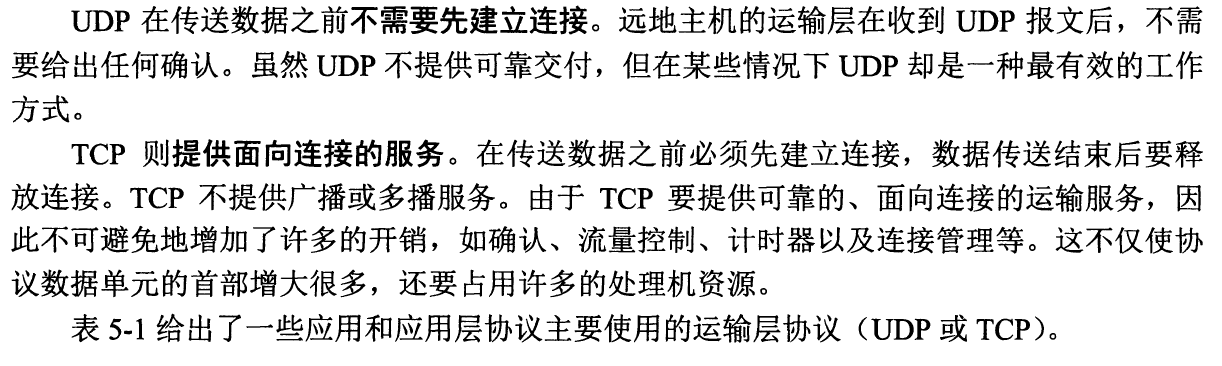 UDP 在传送数据之前不需要先建立连接。远地主机的运输层在收到 UDP 报文后，不需
要给出任何确认。虽然 UDP 不提供可靠交付，但在某些情况下 UDP 却是一种最有效的工作
方式。
TCP 则提供面向连接的服务。在传送数据之前必须先建立连接，数据传送结束后要释
放连接。TCP 不提供广播或多播服务。由于 TCP 要提供可靠的、面向连接的运输服务，因
此不可避免地增加了许多的开销，如确认、流量控制、计时器以及连接管理等。这不仅使协
议数据单元的首部增大很多，还要占用许多的处理机资源。
表 5-1 给出了一些应用和应用层协议主要使用的运输层协议（UDP 或 TCP）。